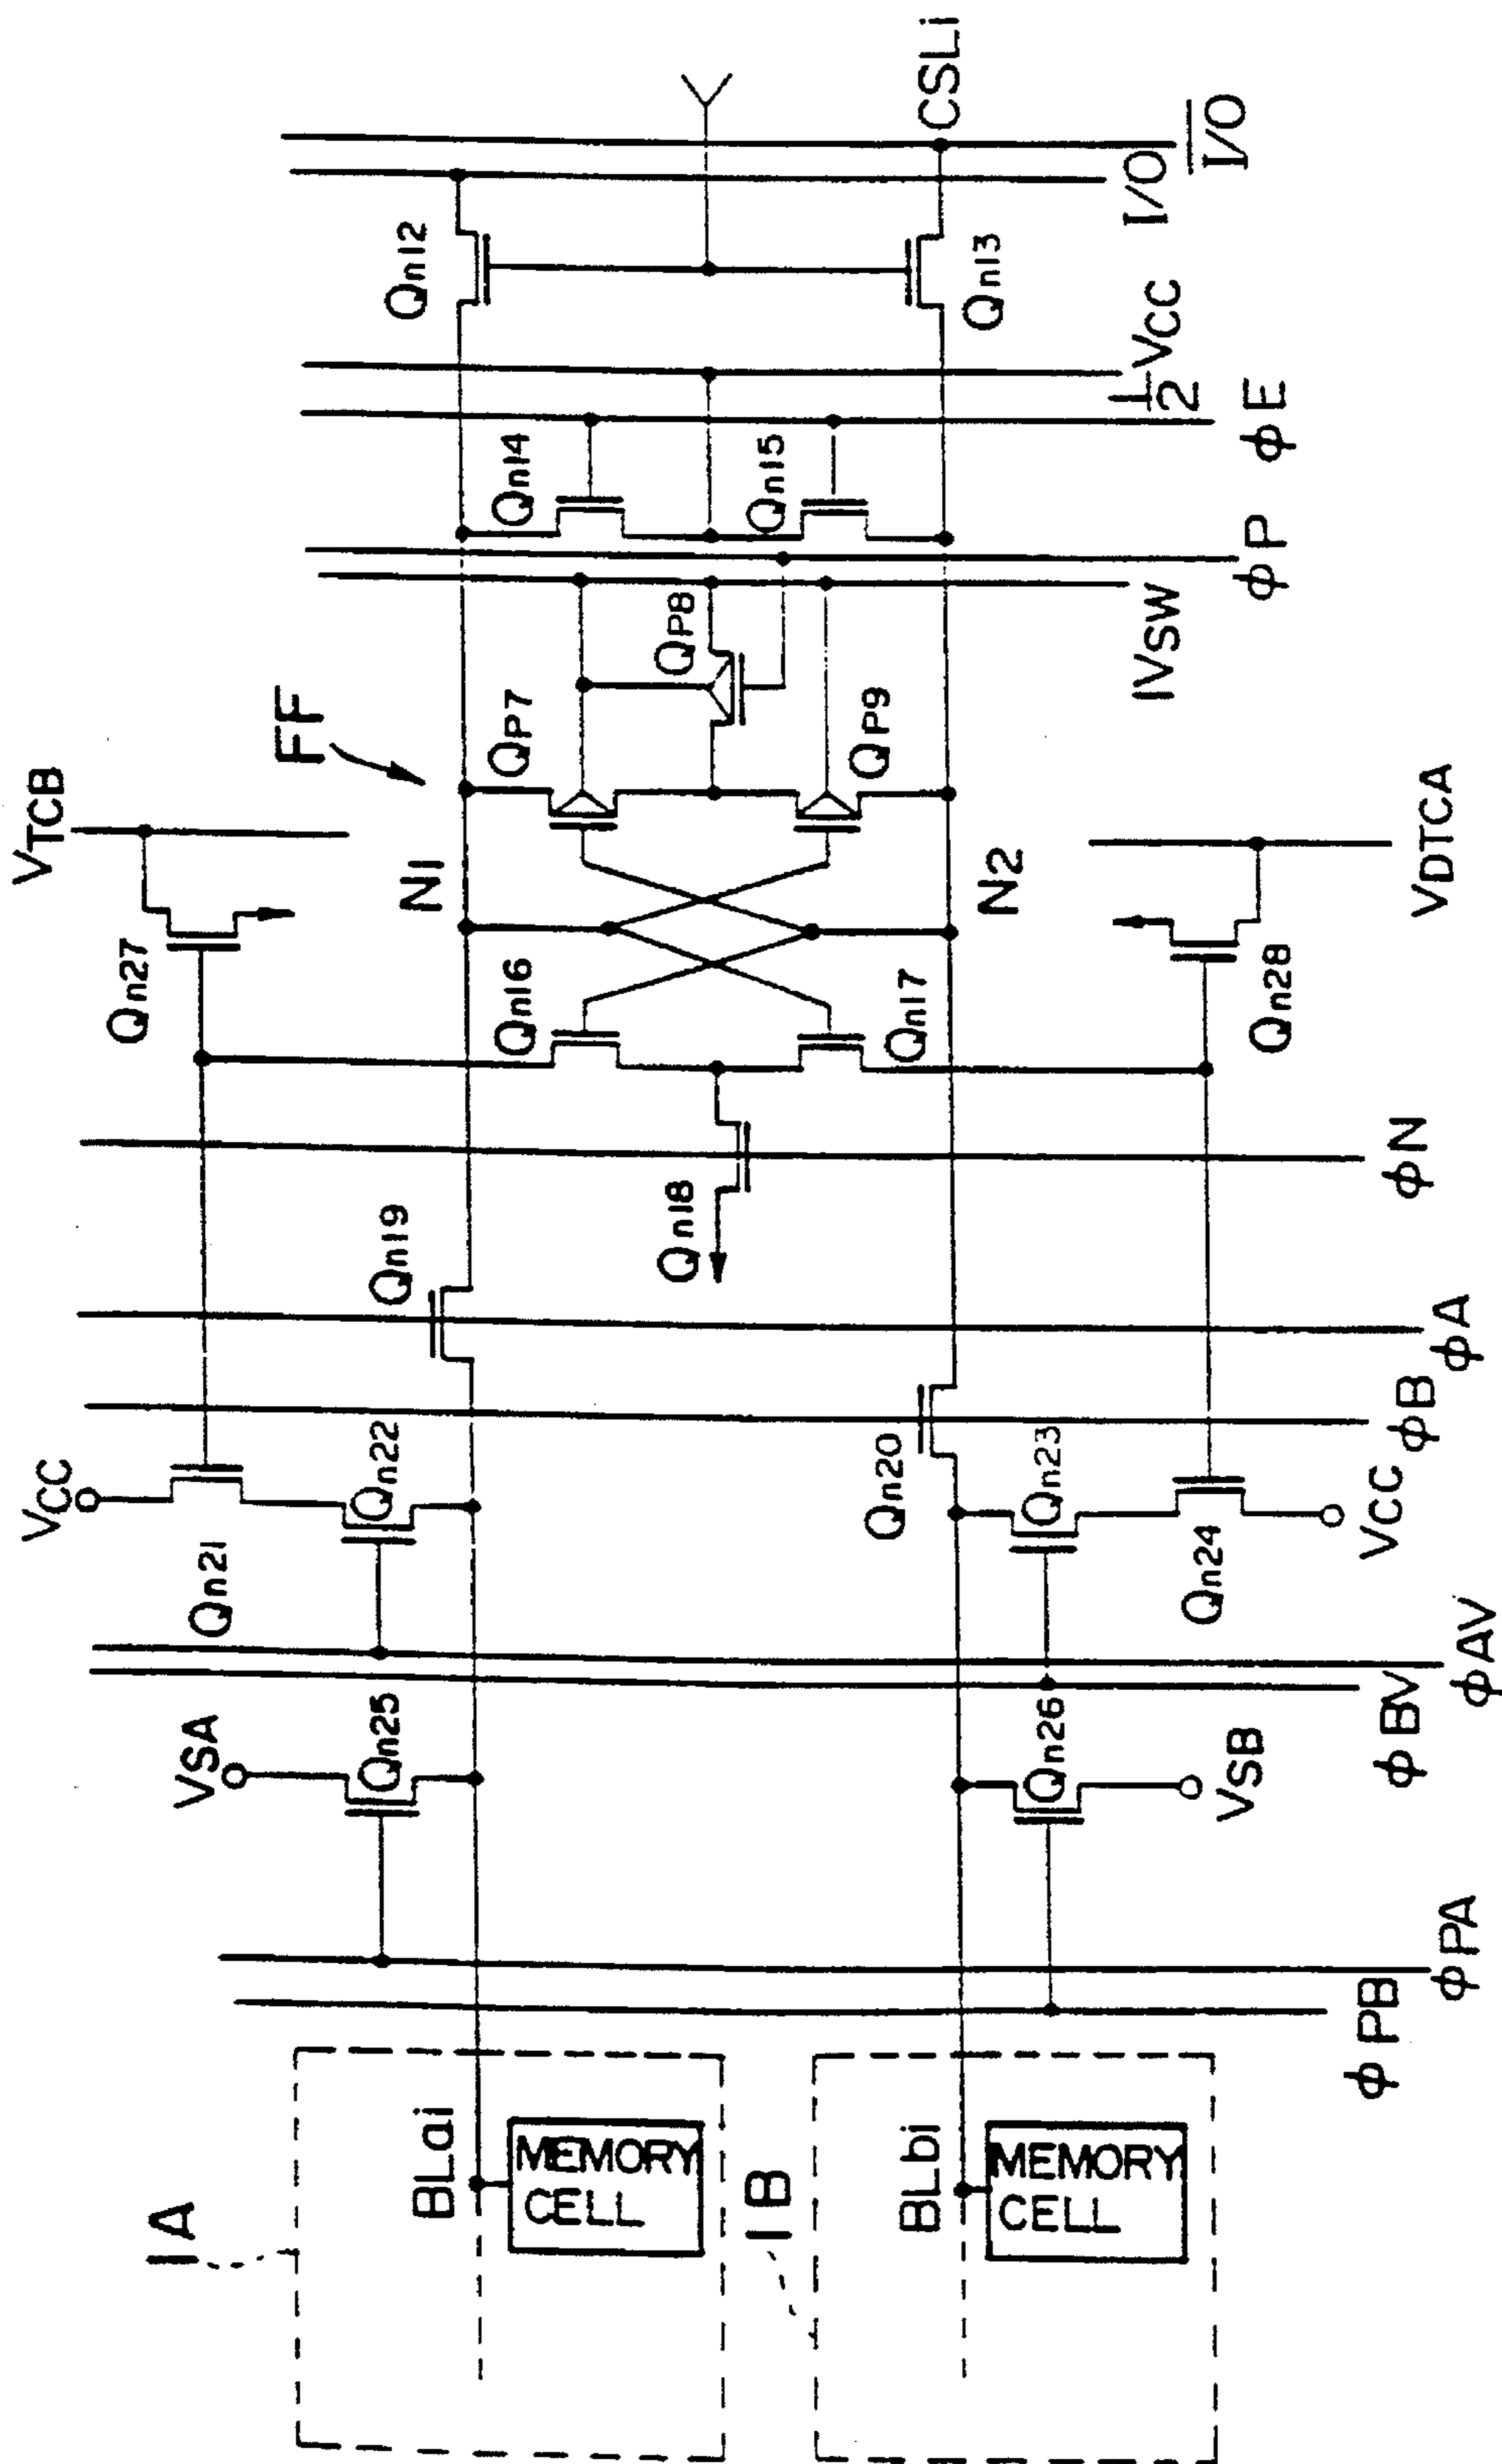 VTCB
FF
N1
QP7
QP8
QP9
N2
Qn14
Qn15
Qn12
Qn13
CSLi
I/O
I/O
1/2 VCC
φE
φP
IVSW
VDTCA
Qn27
Qn16
Qn17
Qn28
φN
Qn18
Qn19
φA
φB
VCC
Qn22
Qn21
Qn20
Qn23
Qn24
VCC
φAV
φBV
VSA
Qn25
Qn26
VSB
φPA
φPB
1A
BLai
MEMORY
CELL
1B
BLbi
MEMORY
CELL